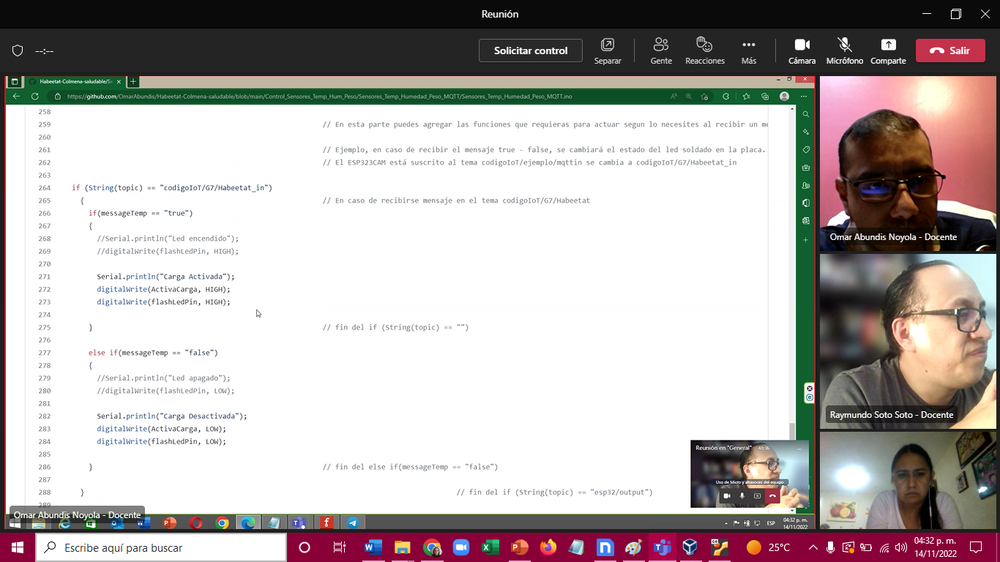 Reunión
--:--
Solicitar control
Separar
Gente
Reacciones
Más
Cámara
Micrófono
Comparte
Salir
Habeetat-Colmena-saludable/Se
https://github.com/OmarAbundis/Habeetat-Colmena-saludable/blob/main/Control_Sensores_Temp_Hum_Peso/Sensores_Temp_Humedad_Peso_MQTT/Sensores_Temp_Humedad_Peso_MQTT.ino
258
259 // En esta parte puedes agregar las funciones que requieras para actuar segun lo necesites al recibir un me
260
261 // Ejemplo, en caso de recibir el mensaje true - false, se cambiará el estado del led soldado en la placa.
262 // El ESP323CAM está suscrito al tema codigoIoT/ejemplo/mqttin se cambia a codigoIoT/G7/Habeetat_in
263
264 if (String(topic) == "codigoIoT/G7/Habeetat_in")
265 { // En caso de recibirse mensaje en el tema codigoIoT/G7/Habeetat
266 if(messageTemp == "true")
267 {
268 //Serial.println("Led encendido");
269 //digitalWrite(flashLedPin, HIGH);
270
271 Serial.println("Carga Activada");
272 digitalWrite(ActivaCarga, HIGH);
273 digitalWrite(flashLedPin, HIGH);
274
275 } // fin del if (String(topic) == "")
276
277 else if(messageTemp == "false")
278 {
279 //Serial.println("Led apagado");
280 //digitalWrite(flashLedPin, LOW);
281
282 Serial.println("Carga Desactivada");
283 digitalWrite(ActivaCarga, LOW);
284 digitalWrite(flashLedPin, LOW);
285
286 } // fin del else if(messageTemp == "false")
287
288 } // fin del if (String(topic) == "esp32/output")
289
Reunión en "General" 40:36
Uso de Micro y altavoces del equipo
Omar Abundis Noyola - Docente
ESP
04:32 p. m.
14/11/2022
Omar Abundis Noyola - Docente
Raymundo Soto Soto - Docente
Escribe aquí para buscar
25°C
04:32 p. m.
14/11/2022